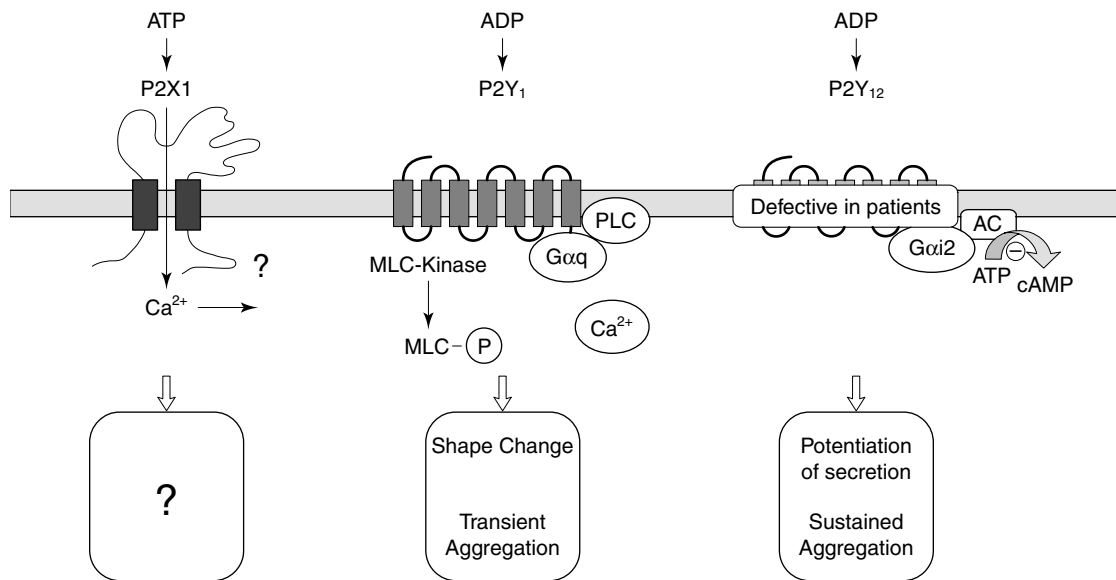 ATP
P2X1
?
Ca²⁺
?
ADP
P2Y₁
PLC
Gαq
MLC-Kinase
Ca²⁺
MLC–P
Shape Change
Transient
Aggregation
ADP
P2Y₁₂
Defective in patients
AC
Gαi2
−
ATP
cAMP
Potentiation
of secretion
Sustained
Aggregation